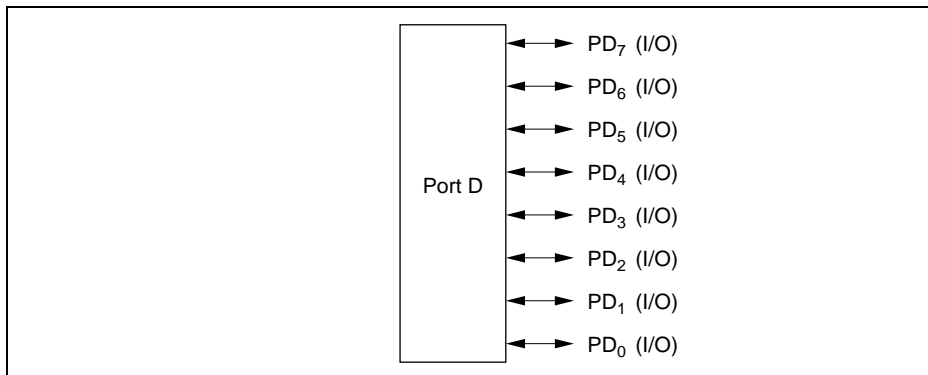 PD₇ (I/O)
PD₆ (I/O)
PD₅ (I/O)
PD₄ (I/O)
Port D
PD₃ (I/O)
PD₂ (I/O)
PD₁ (I/O)
PD₀ (I/O)